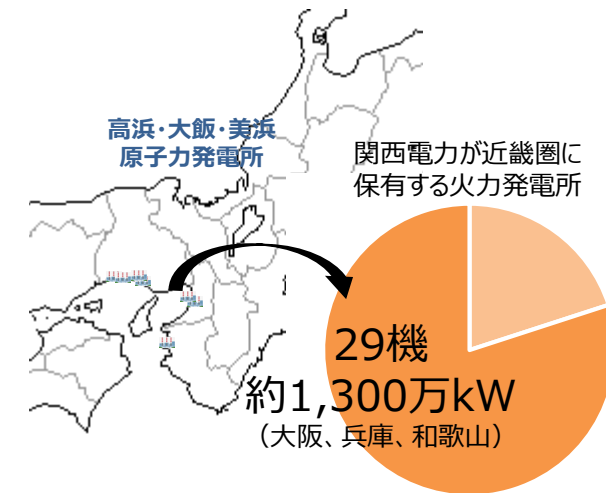 高浜・大飯・美浜
原子力発電所
関西電力が近畿圏に
保有する火力発電所
29機
約1,300万kW
（大阪、兵庫、和歌山）